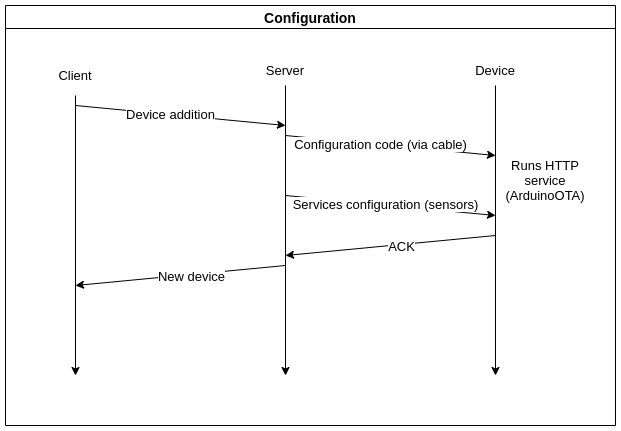 Configuration
Client
Server
Device
Device addition
Configuration code (via cable)
Runs HTTP
service
(ArduinoOTA)
Services configuration (sensors)
ACK
New device